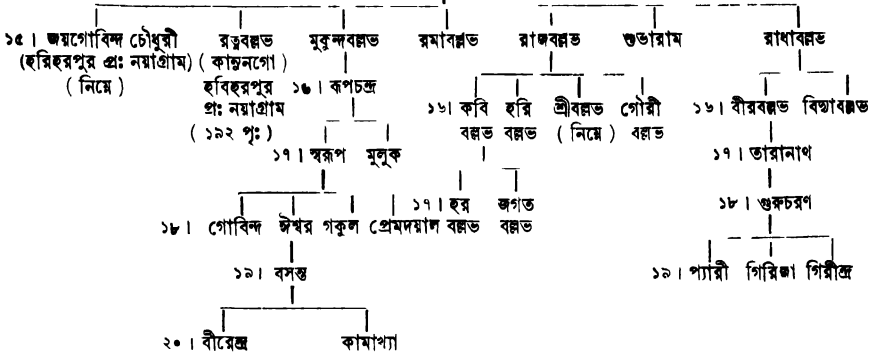 ১৫। জয়গোবিন্দ চৌধুরী রত্নবল্লভ মুকুন্দবল্লভ রমাবল্লভ রাজবল্লভ শুভারাম রাধাবল্লভ
(হরিহরপুর প্রঃ নয়াগ্রাম) (কানুনগো)
(নিম্নে) হবিহরপুর ১৬। রূপচন্দ্র ১৬। কবি হরি শ্রীবল্লভ গৌরী ১৬। বীরবল্লভ বিদ্যাবল্লভ
প্রঃ নয়াগ্রাম বল্লভ বল্লভ (নিম্নে) বল্লভ
(১৯২ পৃঃ)
১৭। স্বরূপ মুলুক ১৭। তারানাথ
১৭। হর জগত ১৮। গুরুচরণ
১৮। গোবিন্দ ঈশ্বর গকুল প্রেমদয়াল বল্লভ বল্লভ
১৯। বসন্ত ১৯। প্যারী গিরিজা গিরীন্দ্র
২০। বীরেন্দ্র কামাখ্যা